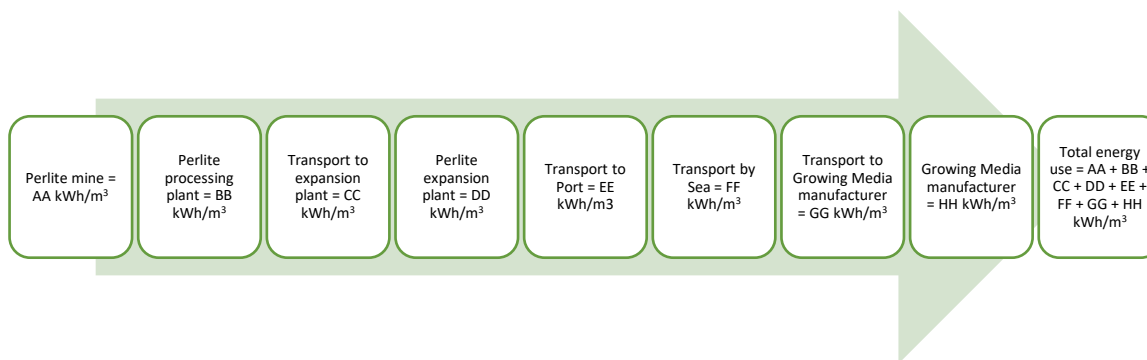 Perlite mine =
AA kWh/m³
Perlite
processing
plant = BB
kWh/m³
Transport to
expansion
plant = CC
kWh/m³
Perlite
expansion
plant = DD
kWh/m³
Transport to
Port = EE
kWh/m3
Transport by
Sea = FF
kWh/m³
Transport to
Growing Media
manufacturer
= GG kWh/m³
Growing Media
manufacturer
= HH kWh/m³
Total energy
use = AA + BB +
CC + DD + EE +
FF + GG + HH
kWh/m³